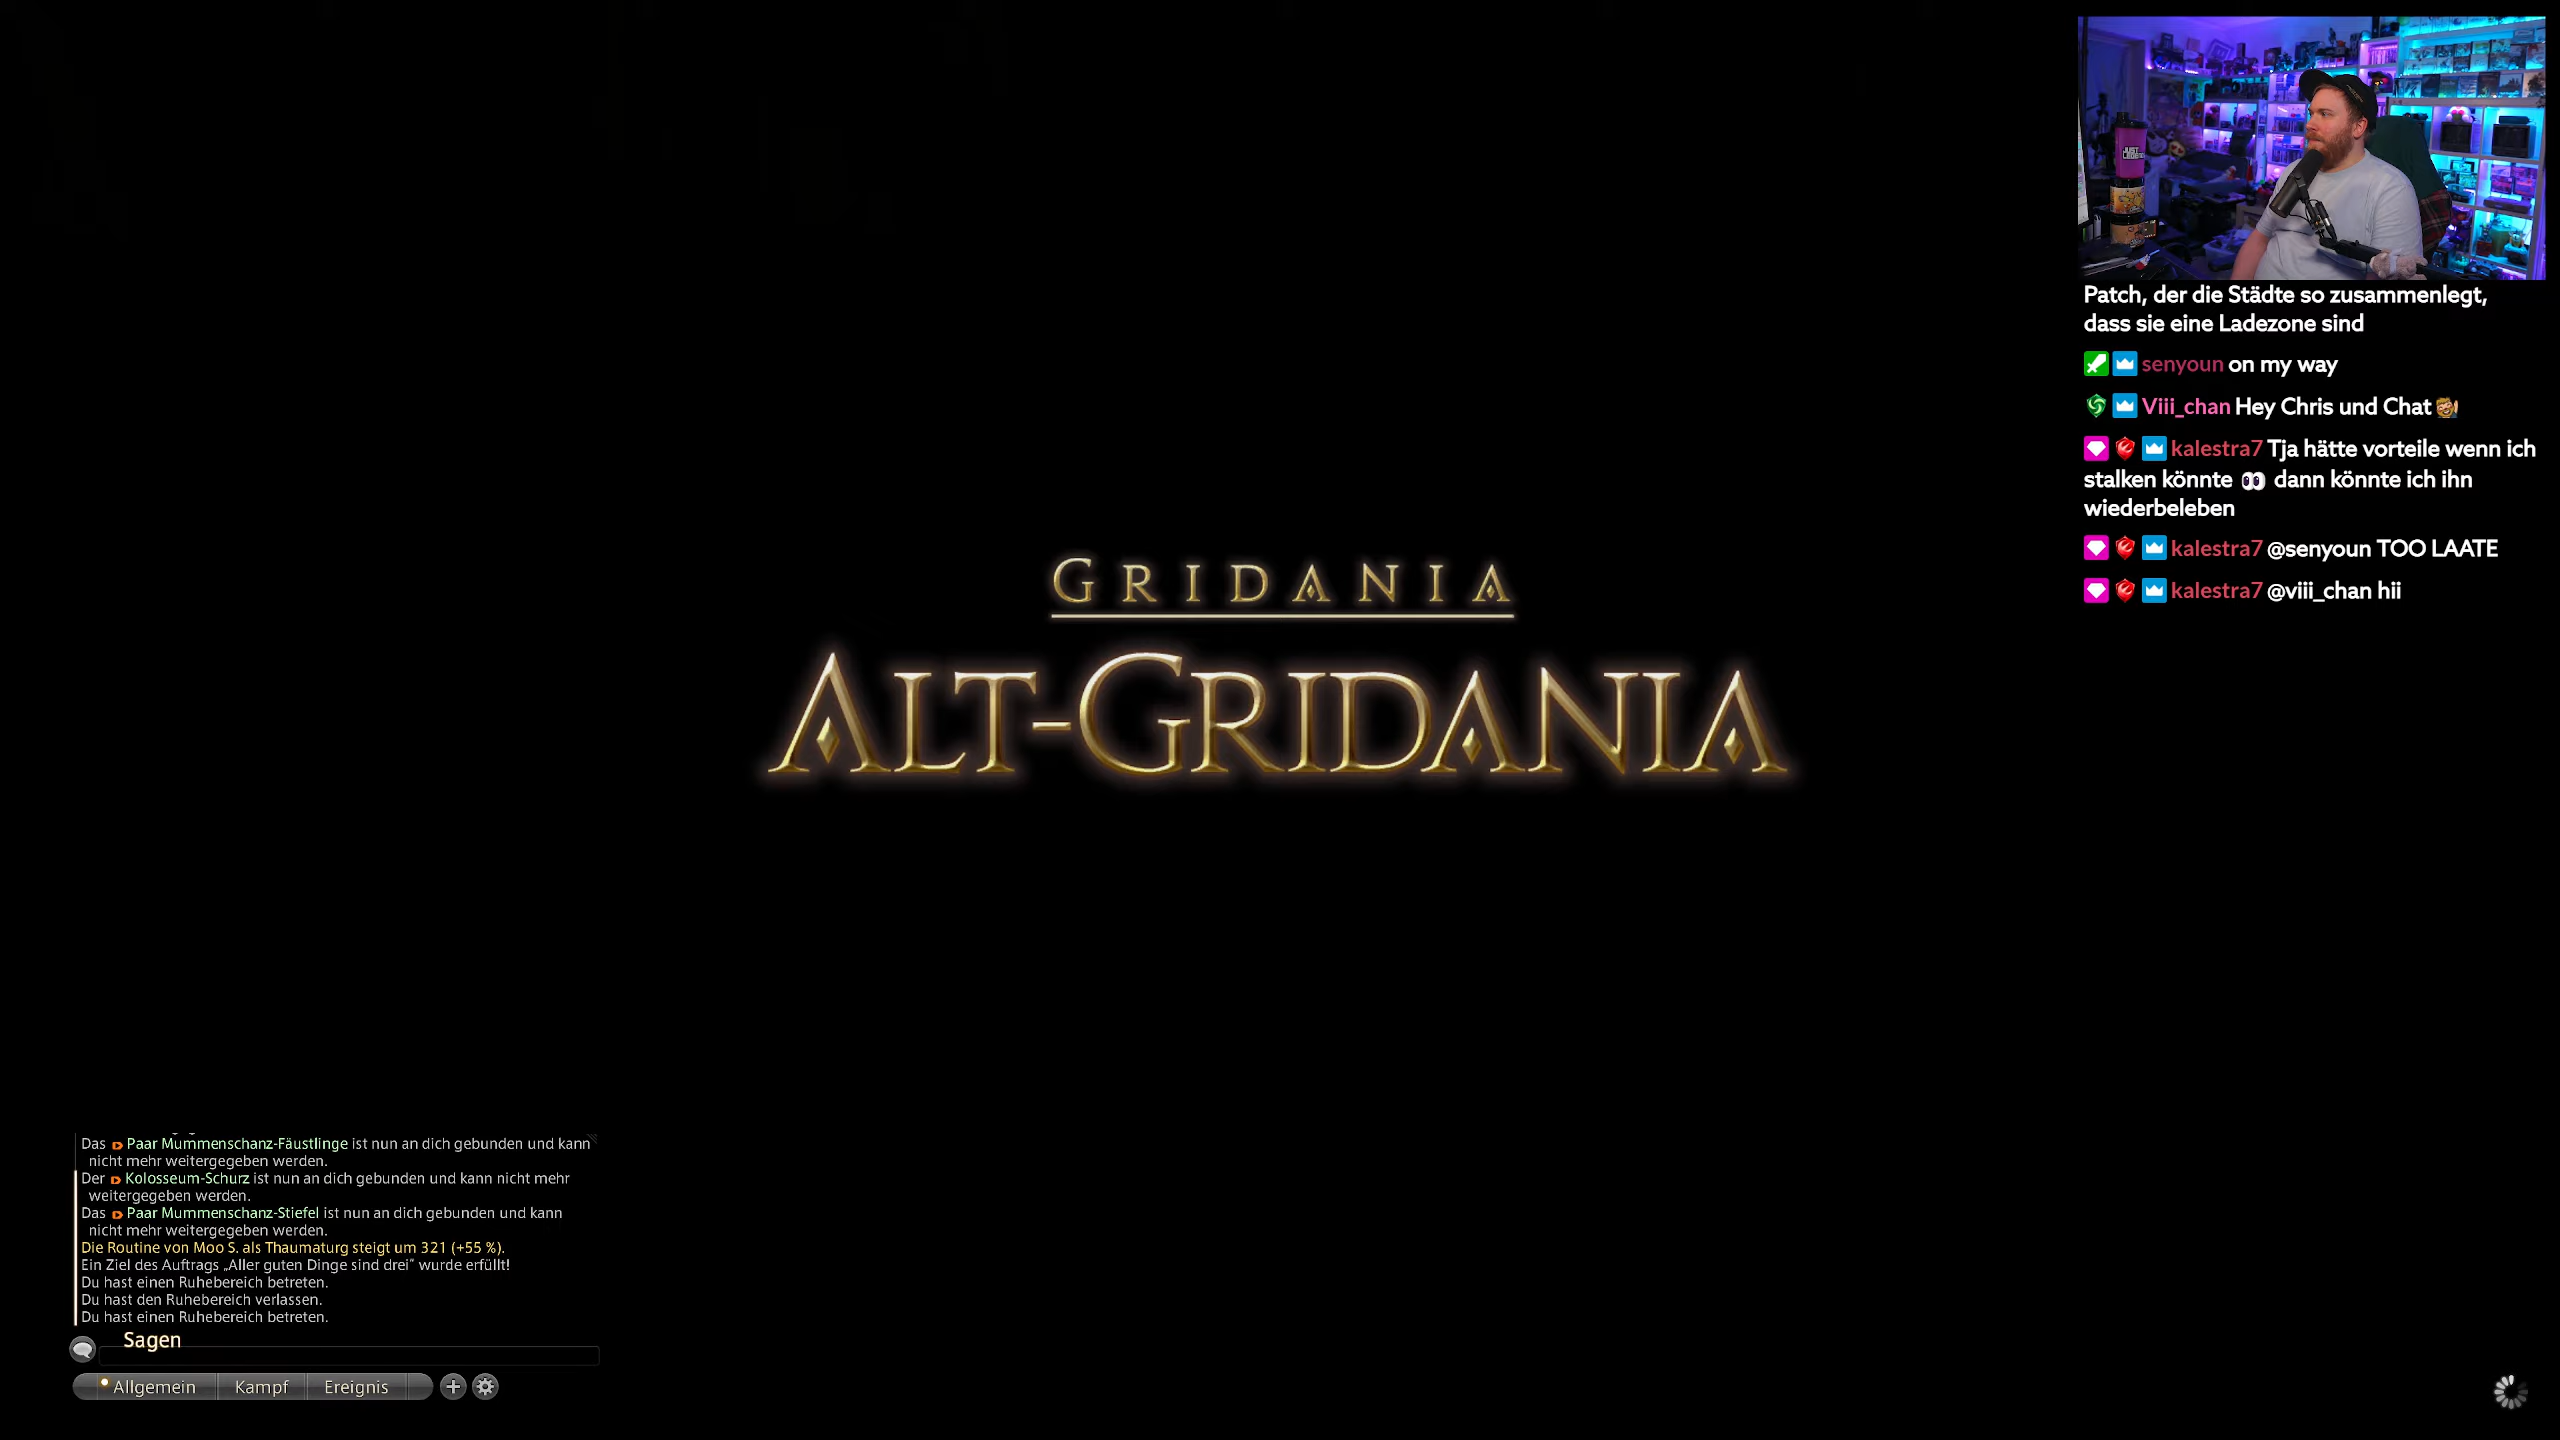 Patch, der die Städte so zusammenlegt,
dass sie eine Ladezone sind
senyoun on my way
Viii_chan Hey Chris und Chat
kalestra7 Tja hätte vorteile wenn ich
stalken könnte 👀 dann könnte ich ihn
wiederbeleben
kalestra7 @senyoun TOO LAATE
kalestra7 @viii_chan hii
GRIDANIA
ALT-GRIDANIA
Das Paar Mummenschanz-Fäustlinge ist nun an dich gebunden und kann
nicht mehr weitergegeben werden.
Der Kolosseum-Schurz ist nun an dich gebunden und kann nicht mehr
weitergegeben werden.
Das Paar Mummenschanz-Stiefel ist nun an dich gebunden und kann
nicht mehr weitergegeben werden.
Die Routine von Moo S. als Thaumaturg steigt um 321 (+55 %).
Ein Ziel des Auftrags „Aller guten Dinge sind drei“ wurde erfüllt!
Du hast einen Ruhebereich betreten.
Du hast den Ruhebereich verlassen.
Du hast einen Ruhebereich betreten.
Sagen
Allgemein Kampf Ereignis